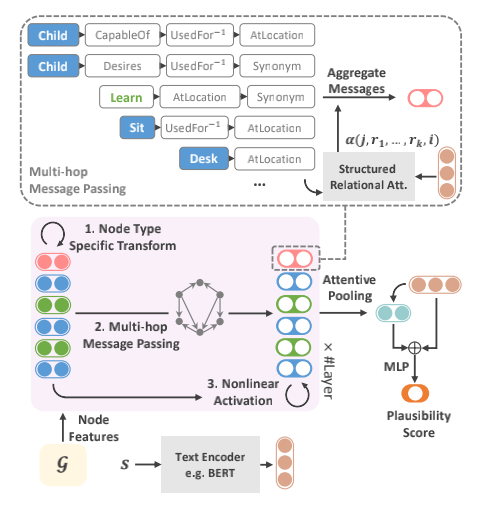 Child CapableOf UsedFor⁻¹ AtLocation
Child Desires UsedFor⁻¹ Synonym
Learn AtLocation Synonym
Sit UsedFor⁻¹ AtLocation
Desk AtLocation
...
Aggregate
Messages
α(j, r₁, ..., rₖ, i)
Structured
Relational Att.
Multi-hop
Message Passing
1. Node Type
Specific Transform
2. Multi-hop
Message Passing
3. Nonlinear
Activation
× #Layer
Attentive
Pooling
MLP
Plausibility
Score
Node
Features
𝒢
s
Text Encoder
e.g. BERT